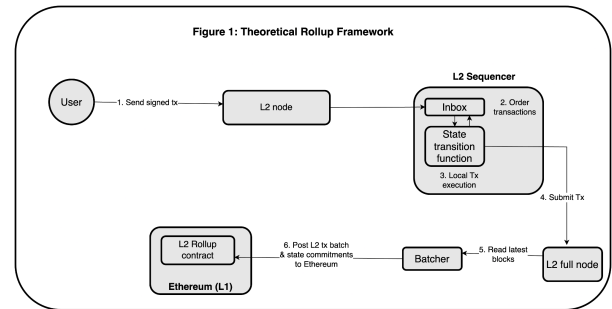 Figure 1: Theoretical Rollup Framework
L2 Sequencer
User
1. Send signed tx
L2 node
Inbox
2. Order
transactions
State
transition
function
3. Local Tx
execution
4. Submit Tx
L2 Rollup
contract
Ethereum (L1)
6. Post L2 tx batch
& state commitments
to Ethereum
Batcher
5. Read latest
blocks
L2 full node